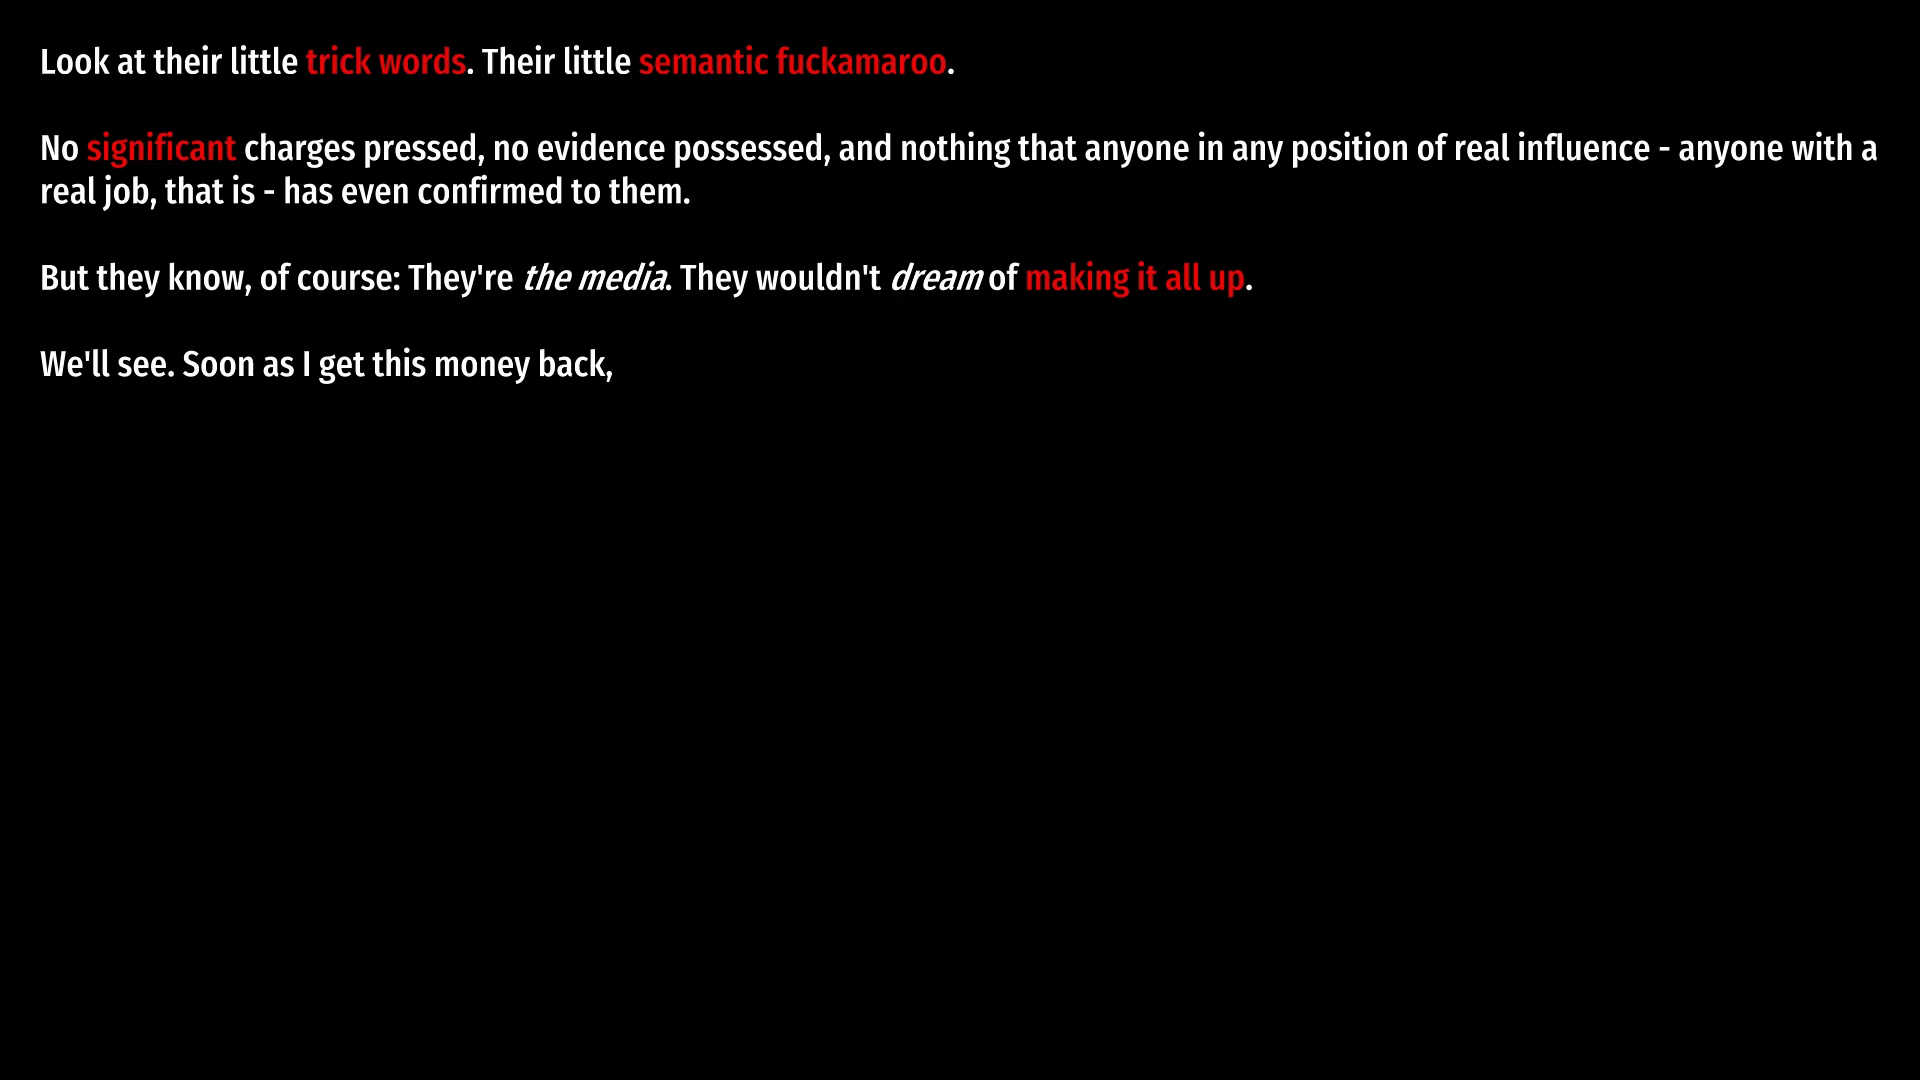 Look at their little trick words. Their little semantic fuckamaroo.
No significant charges pressed, no evidence possessed, and nothing that anyone in any position of real influence - anyone with a
real job, that is - has even confirmed to them.
But they know, of course: They're the media. They wouldn't dream of making it all up.
We'll see. Soon as I get this money back,